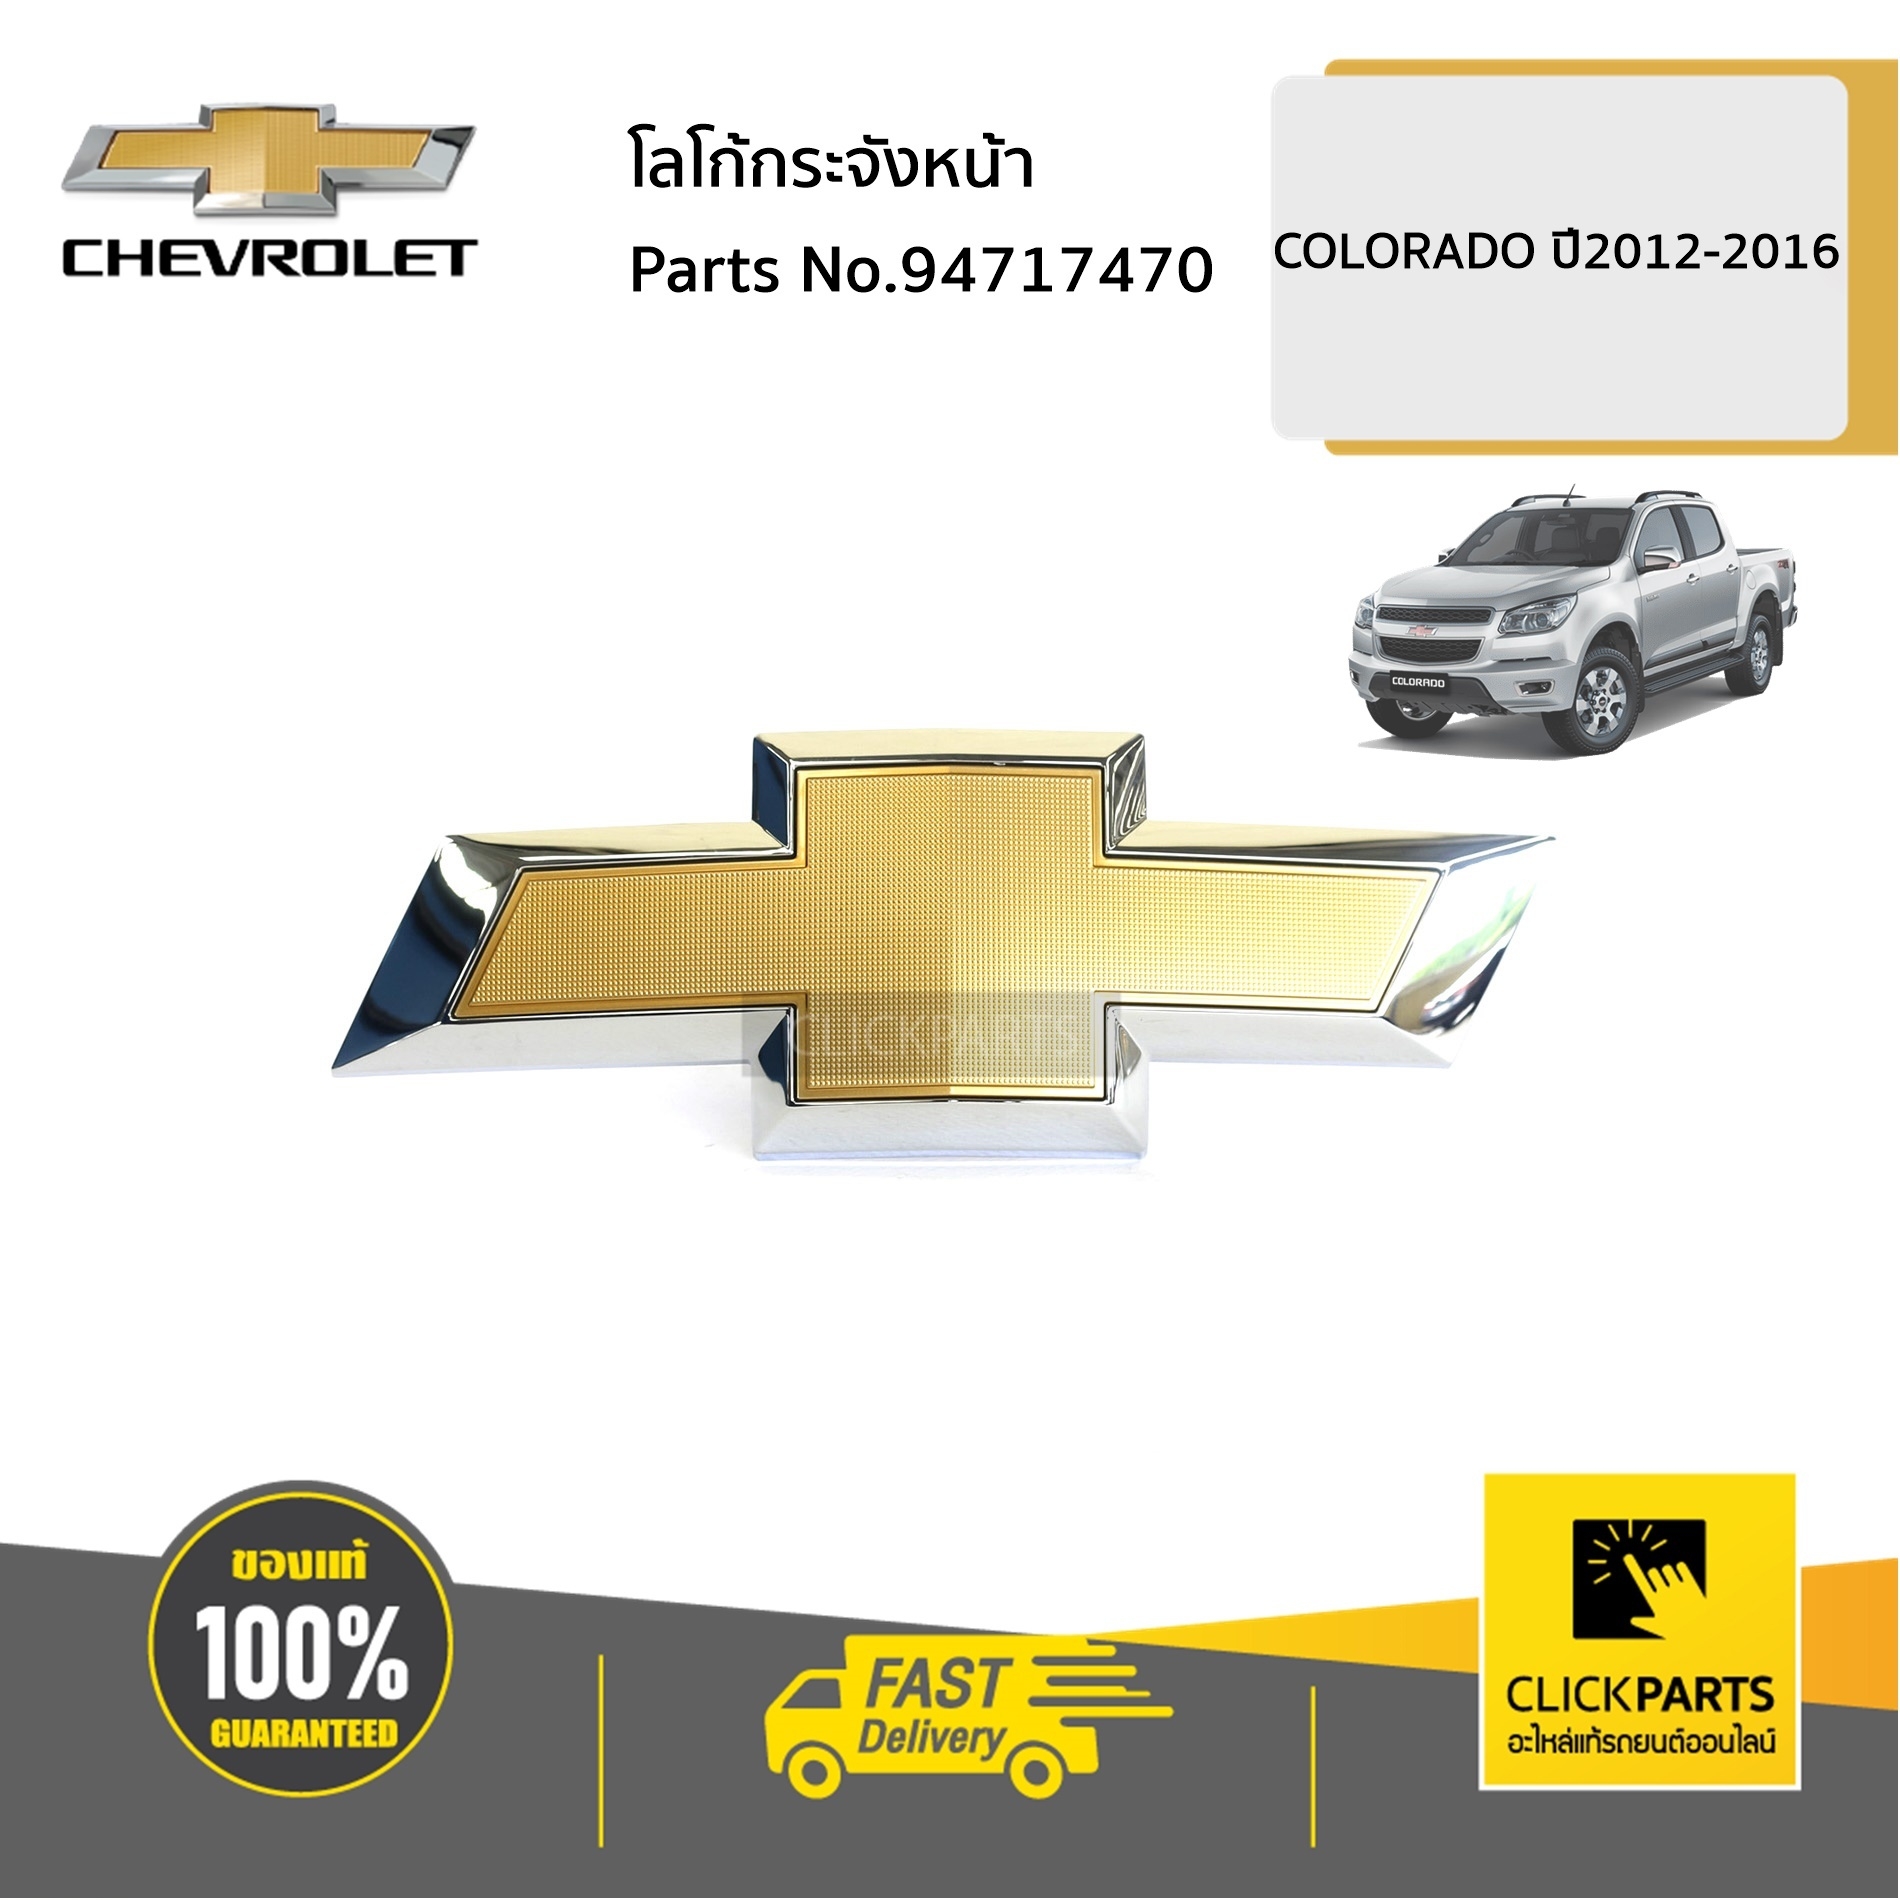 CHEVROLET
โลโก้กระจังหน้า
Parts No.94717470
COLORADO ปี2012-2016
COLORADO
CLICKPARTS
ของแท้
100%
GUARANTEED
FAST
Delivery
CLICKPARTS
อะไหล่แท้รถยนต์ออนไลน์